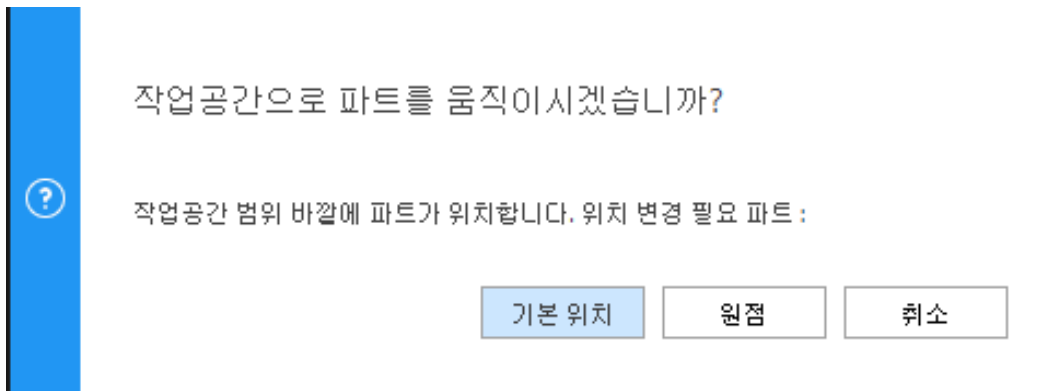 작업공간으로 파트를 움직이시겠습니까?
작업공간 범위 바깥에 파트가 위치합니다. 위치 변경 필요 파트 :
기본 위치 원점 취소